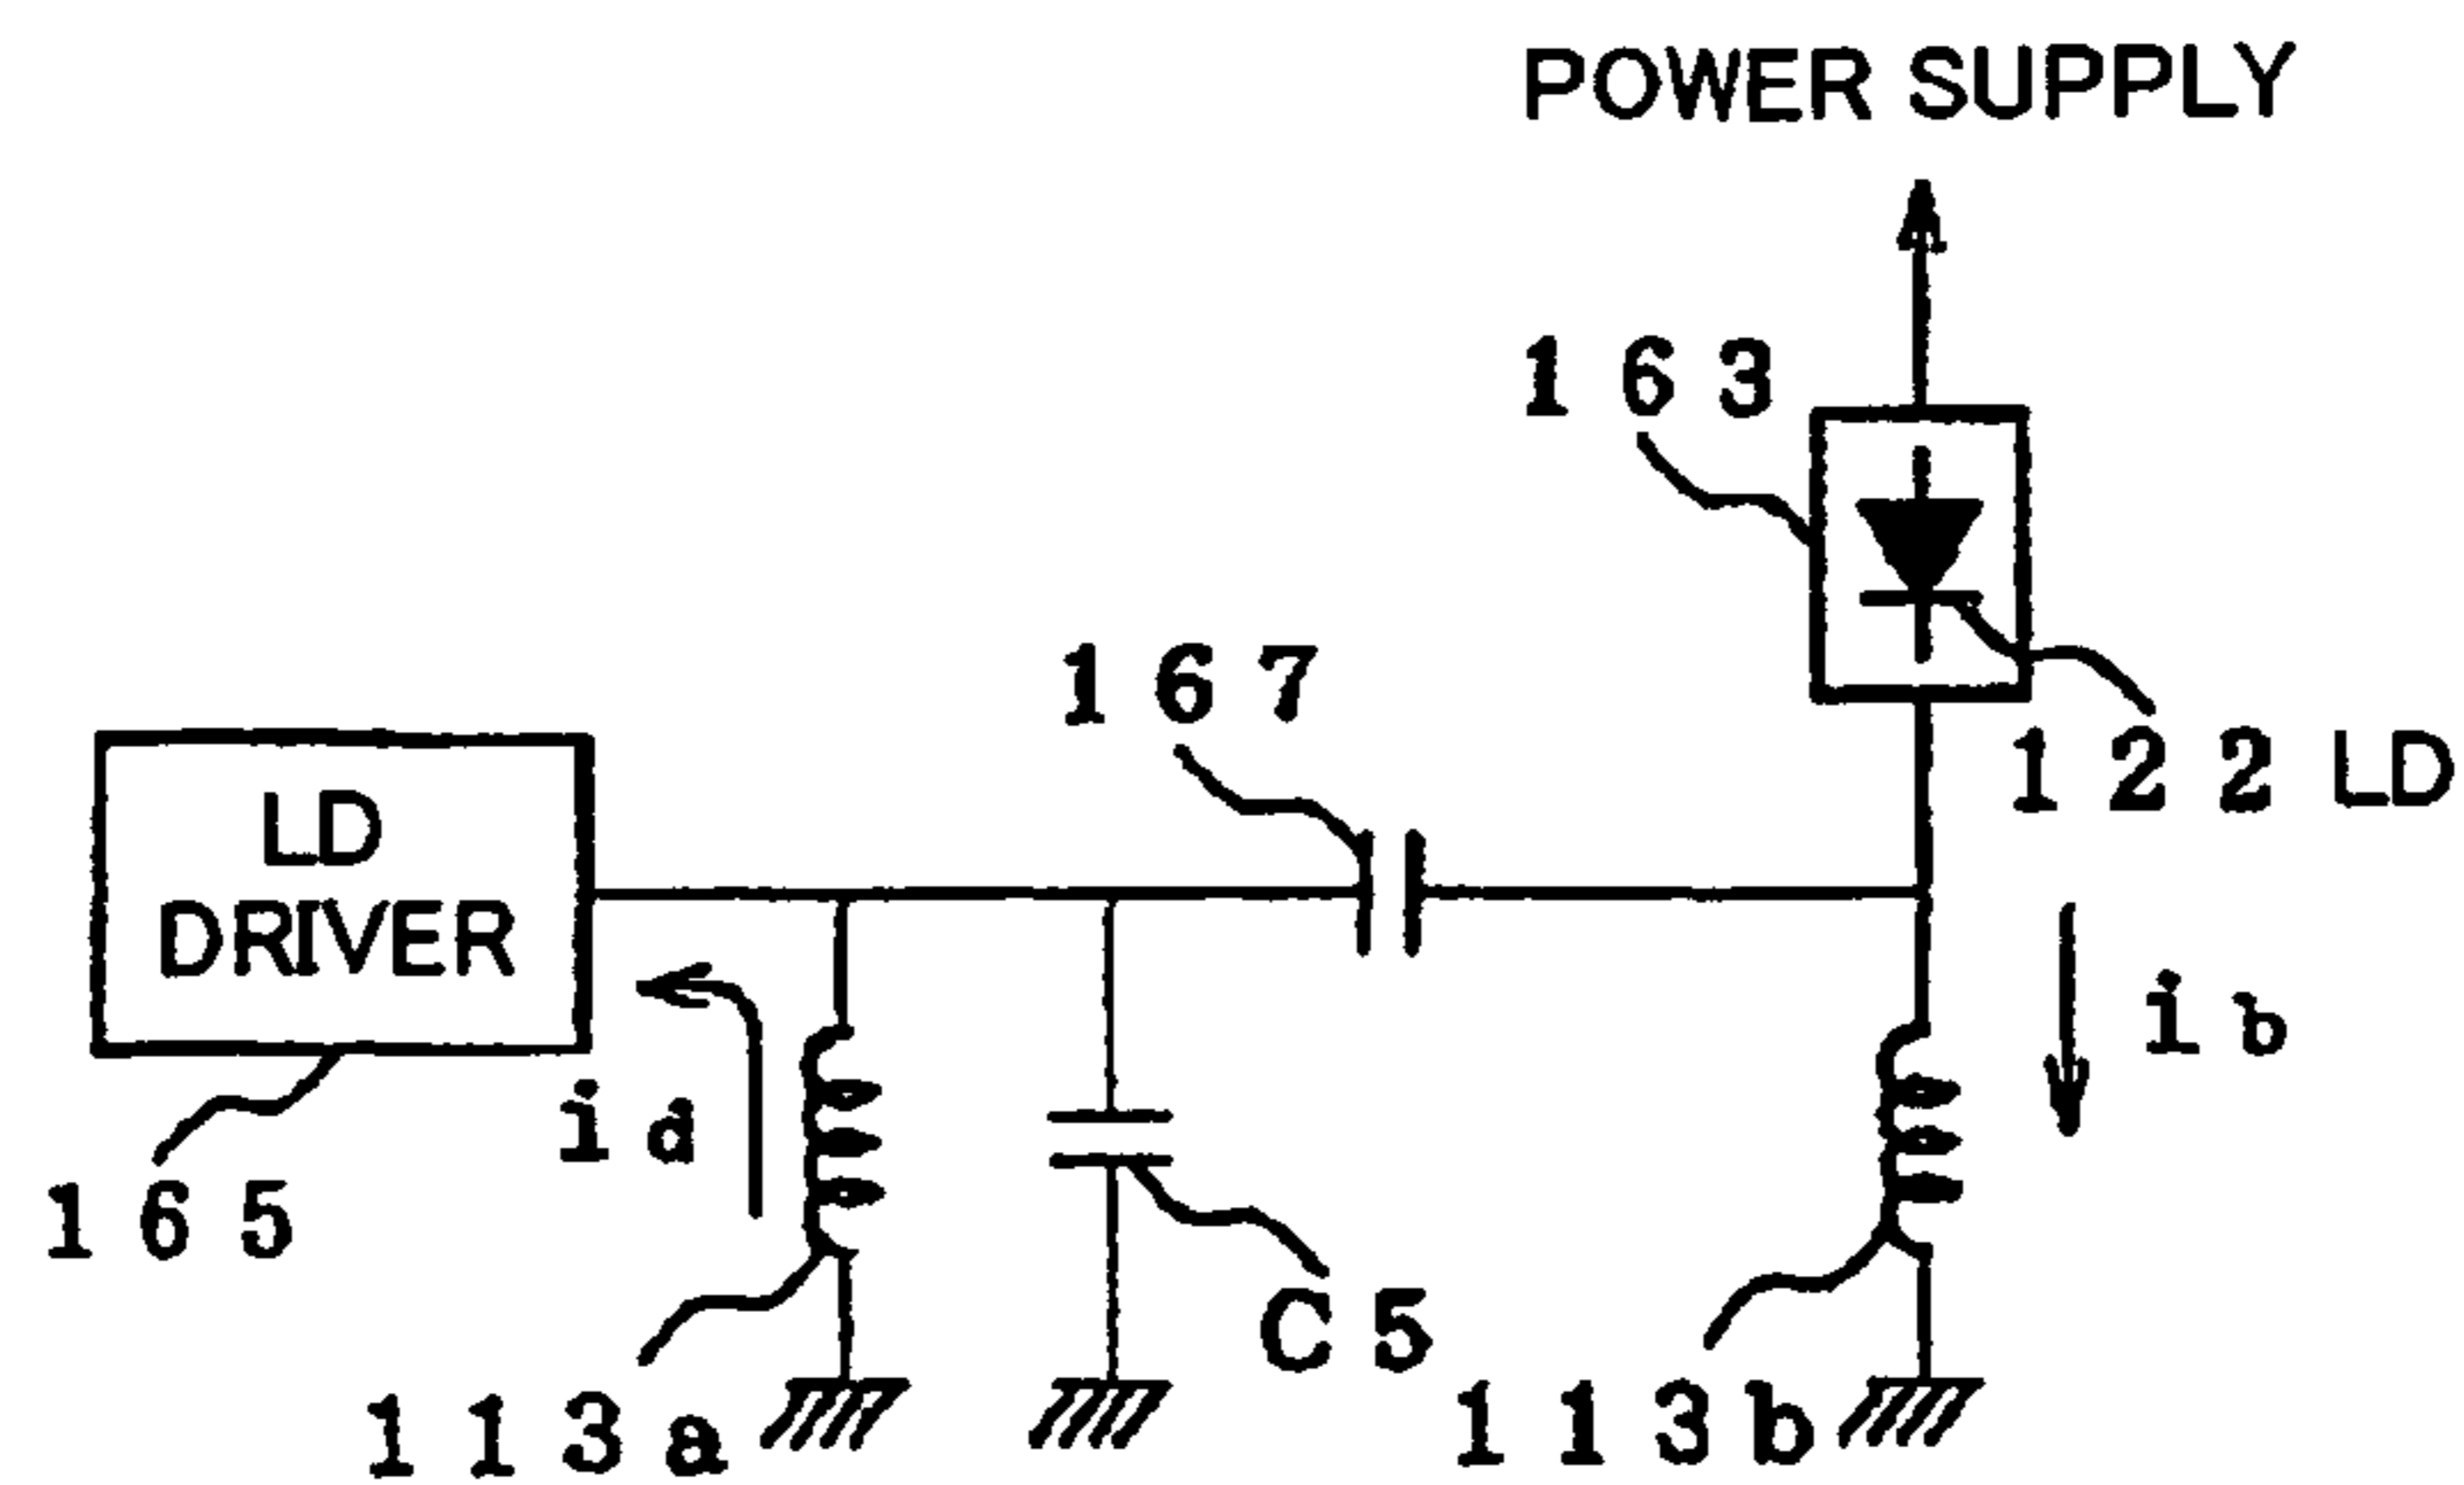 POWER SUPPLY
163
167
122 LD
LD
DRIVER
ib
id
165
C5
113a
113b